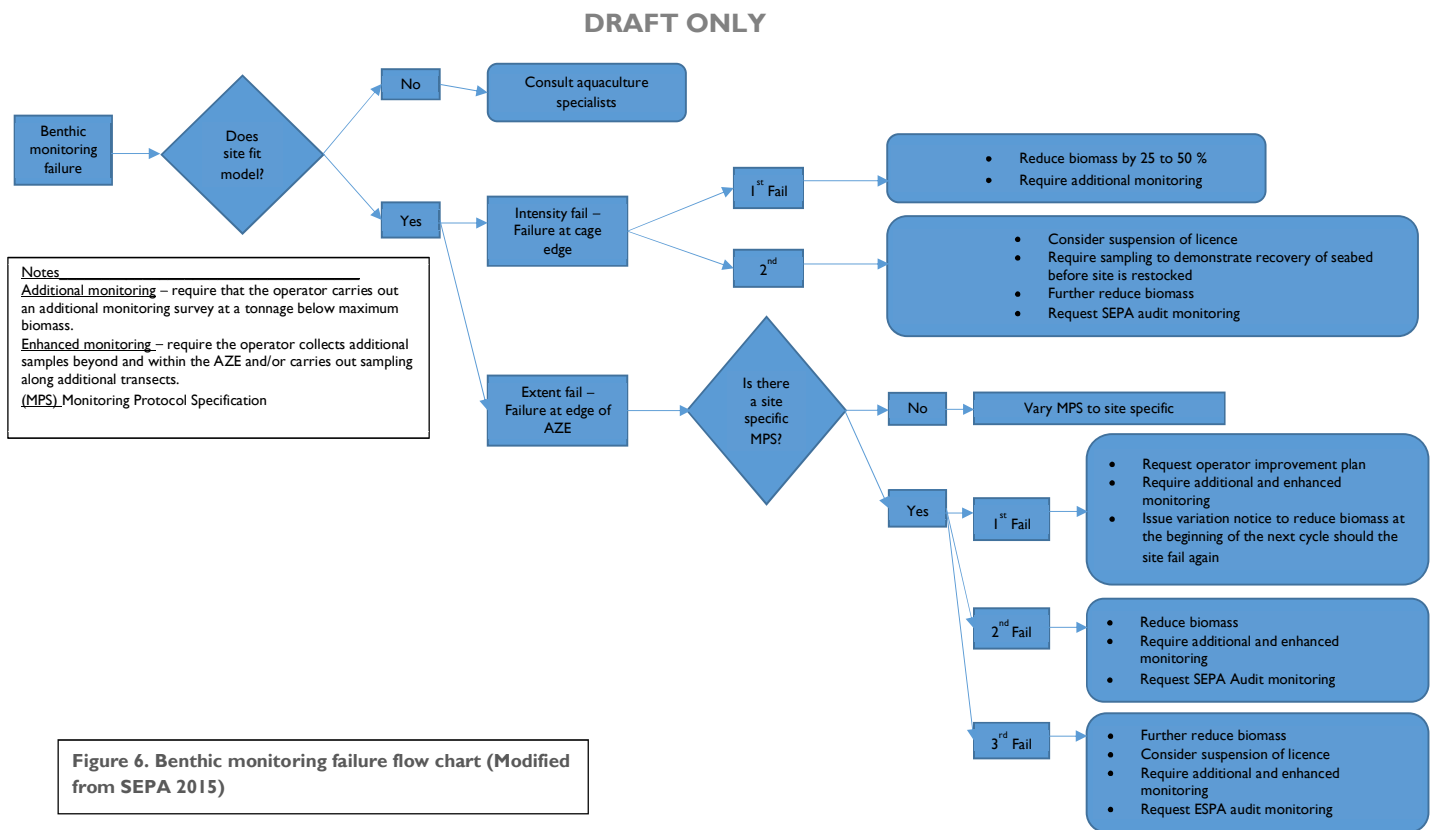 DRAFT ONLY
Benthic
monitoring
failure
Does
site fit
model?
No
Consult aquaculture
specialists
Yes
Intensity fail –
Failure at cage
edge
1st Fail
• Reduce biomass by 25 to 50 %
• Require additional monitoring
2nd
• Consider suspension of licence
• Require sampling to demonstrate recovery of seabed
before site is restocked
• Further reduce biomass
• Request SEPA audit monitoring
Notes
Additional monitoring – require that the operator carries out
an additional monitoring survey at a tonnage below maximum
biomass.
Enhanced monitoring – require the operator collects additional
samples beyond and within the AZE and/or carries out sampling
along additional transects.
(MPS) Monitoring Protocol Specification
Extent fail –
Failure at edge of
AZE
Is there
a site
specific
MPS?
No
Vary MPS to site specific
Yes
1st Fail
• Request operator improvement plan
• Require additional and enhanced
monitoring
• Issue variation notice to reduce biomass at
the beginning of the next cycle should the
site fail again
2nd Fail
• Reduce biomass
• Require additional and enhanced
monitoring
• Request SEPA Audit monitoring
3rd Fail
• Further reduce biomass
• Consider suspension of licence
• Require additional and enhanced
monitoring
• Request ESPA audit monitoring
Figure 6. Benthic monitoring failure flow chart (Modified
from SEPA 2015)